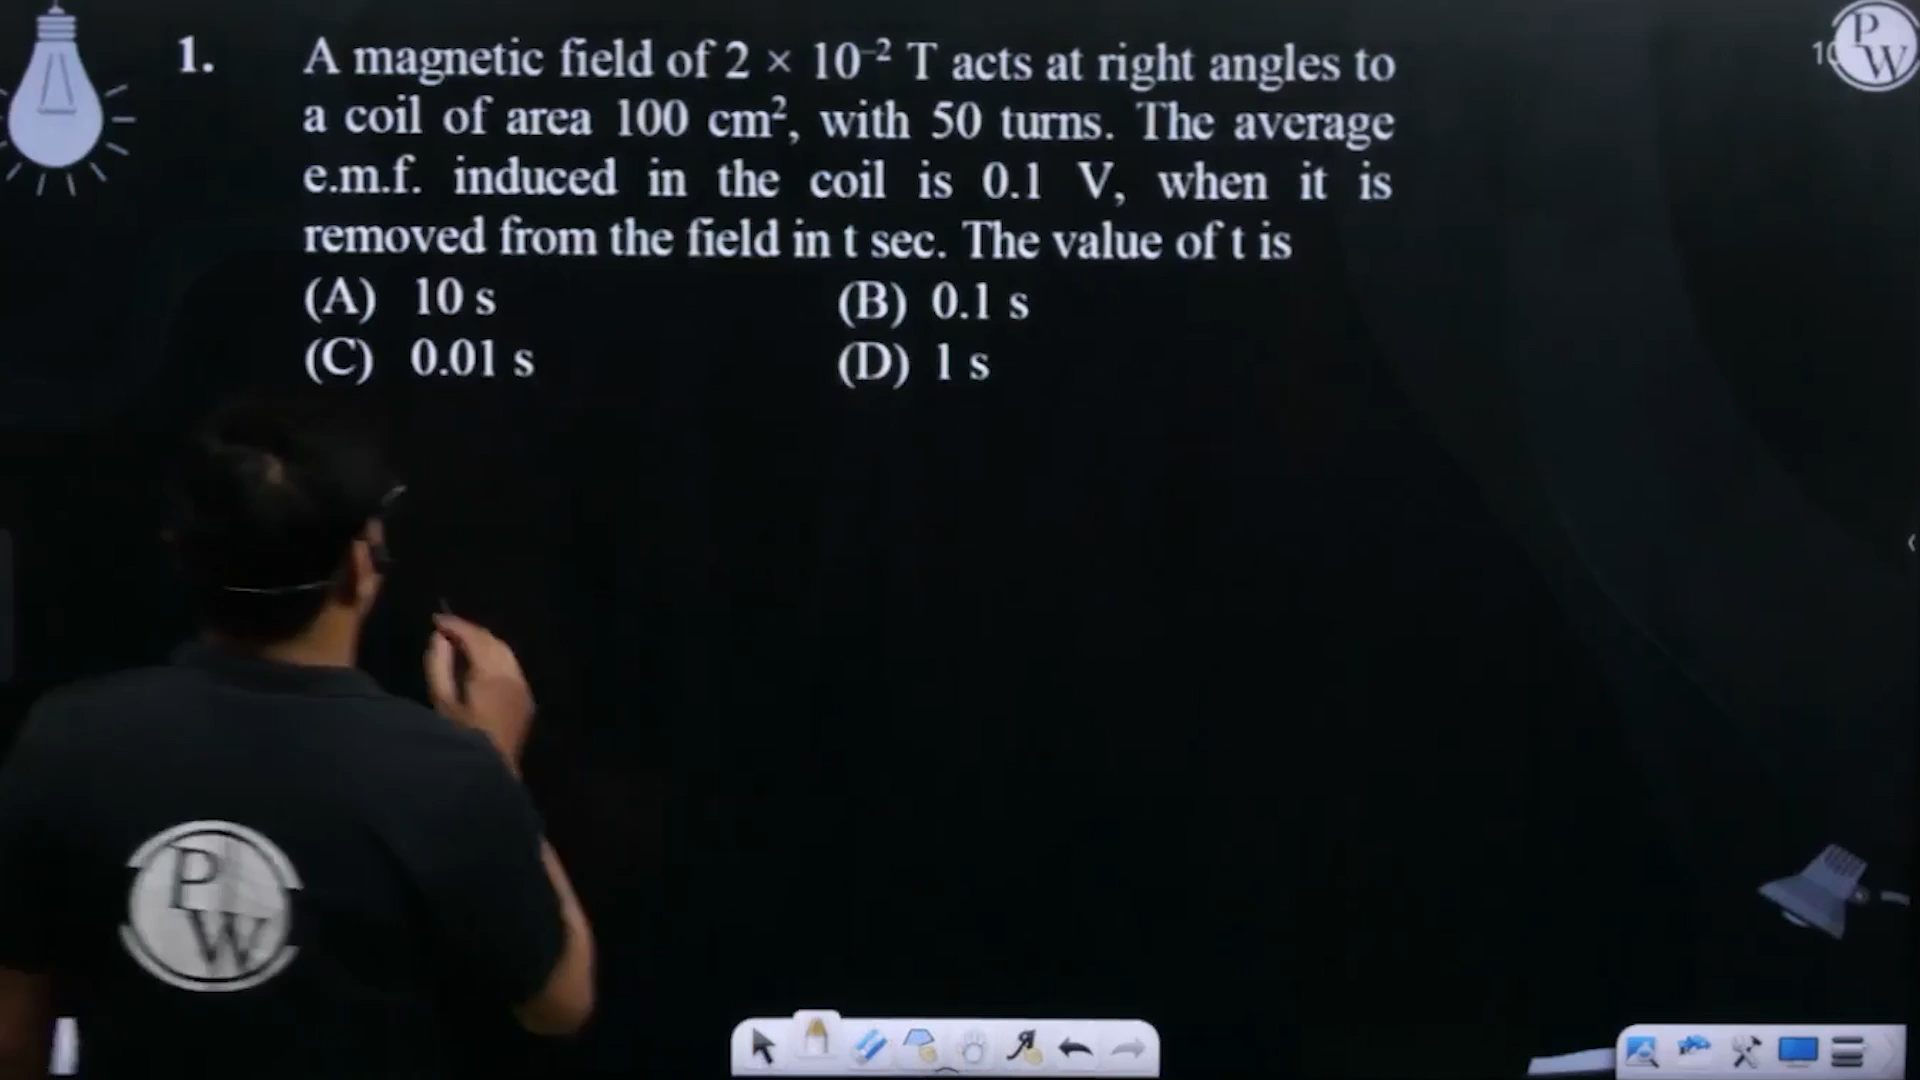 1. A magnetic field of 2 × 10⁻² T acts at right angles to
a coil of area 100 cm², with 50 turns. The average
e.m.f. induced in the coil is 0.1 V, when it is
removed from the field in t sec. The value of t is
(A) 10 s (B) 0.1 s
(C) 0.01 s (D) 1 s
PW
PW